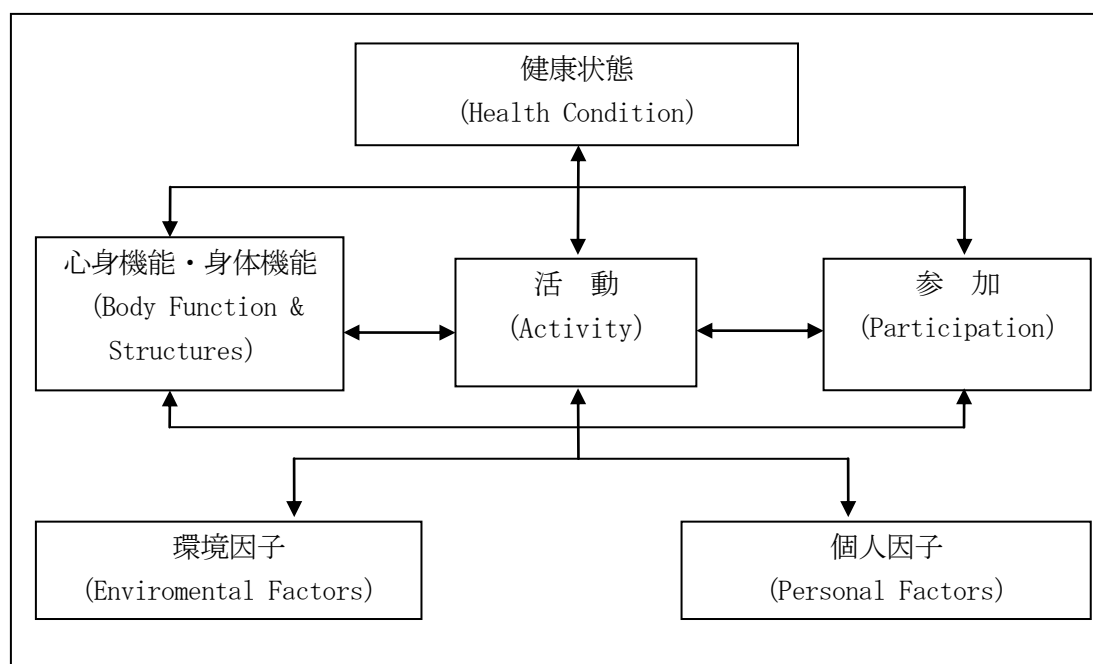 健康状態
(Health Condition)
心身機能・身体機能
(Body Function &
Structures)
活　動
(Activity)
参　加
(Participation)
環境因子
(Enviromental Factors)
個人因子
(Personal Factors)